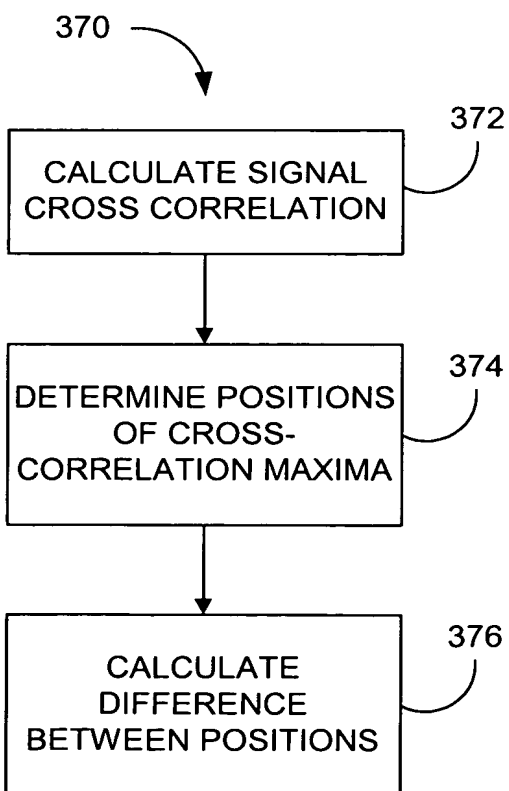 370
372
CALCULATE SIGNAL
CROSS CORRELATION
374
DETERMINE POSITIONS
OF CROSS-
CORRELATION MAXIMA
376
CALCULATE
DIFFERENCE
BETWEEN POSITIONS